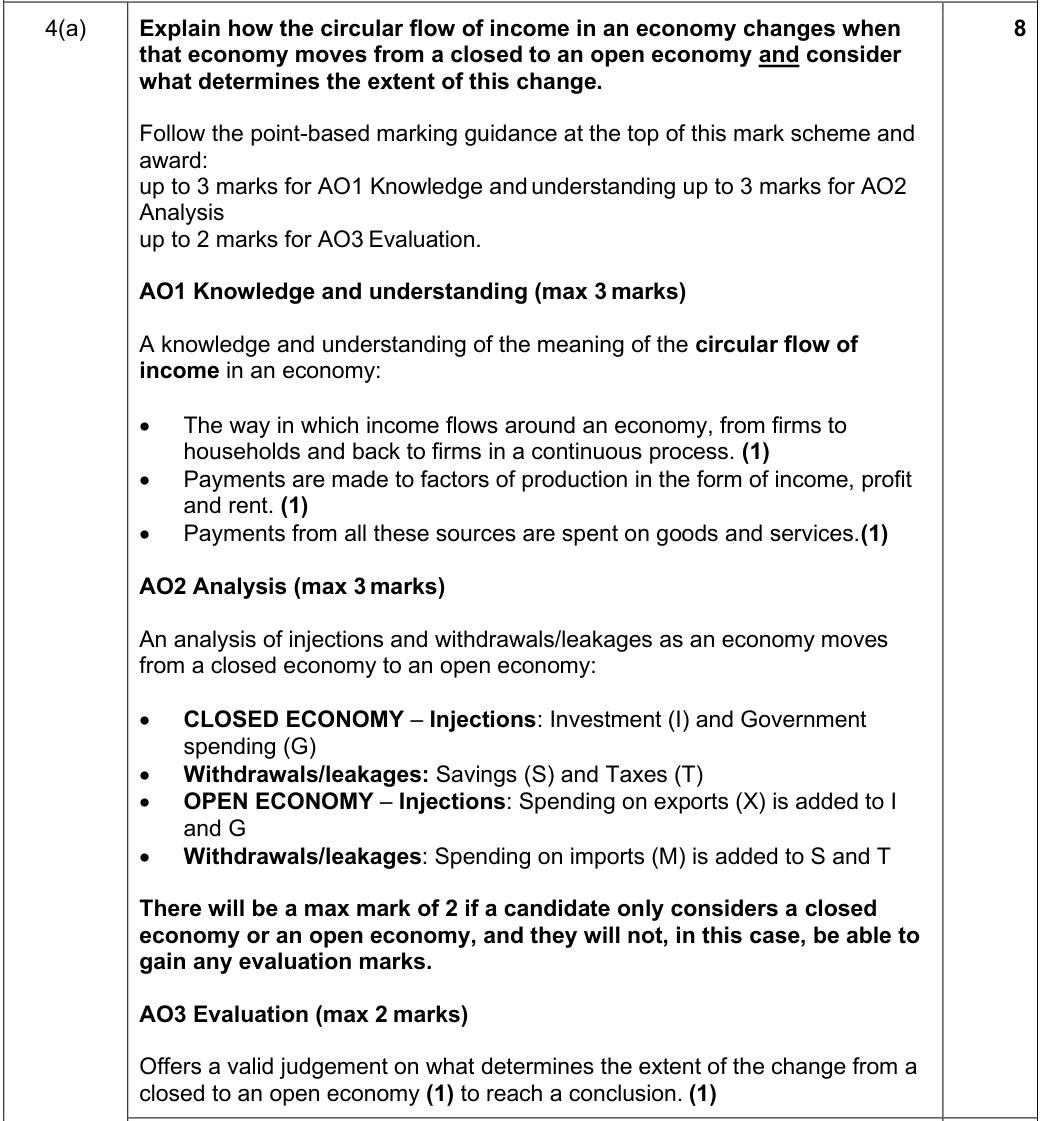 4(a)
Explain how the circular flow of income in an economy changes when
that economy moves from a closed to an open economy and consider
what determines the extent of this change.
8
Follow the point-based marking guidance at the top of this mark scheme and
award:
up to 3 marks for AO1 Knowledge and understanding up to 3 marks for AO2
Analysis
up to 2 marks for AO3 Evaluation.
AO1 Knowledge and understanding (max 3 marks)
A knowledge and understanding of the meaning of the circular flow of
income in an economy:
• The way in which income flows around an economy, from firms to
households and back to firms in a continuous process. (1)
• Payments are made to factors of production in the form of income, profit
and rent. (1)
• Payments from all these sources are spent on goods and services.(1)
AO2 Analysis (max 3 marks)
An analysis of injections and withdrawals/leakages as an economy moves
from a closed economy to an open economy:
• CLOSED ECONOMY – Injections: Investment (I) and Government
spending (G)
• Withdrawals/leakages: Savings (S) and Taxes (T)
• OPEN ECONOMY – Injections: Spending on exports (X) is added to I
and G
• Withdrawals/leakages: Spending on imports (M) is added to S and T
There will be a max mark of 2 if a candidate only considers a closed
economy or an open economy, and they will not, in this case, be able to
gain any evaluation marks.
AO3 Evaluation (max 2 marks)
Offers a valid judgement on what determines the extent of the change from a
closed to an open economy (1) to reach a conclusion. (1)